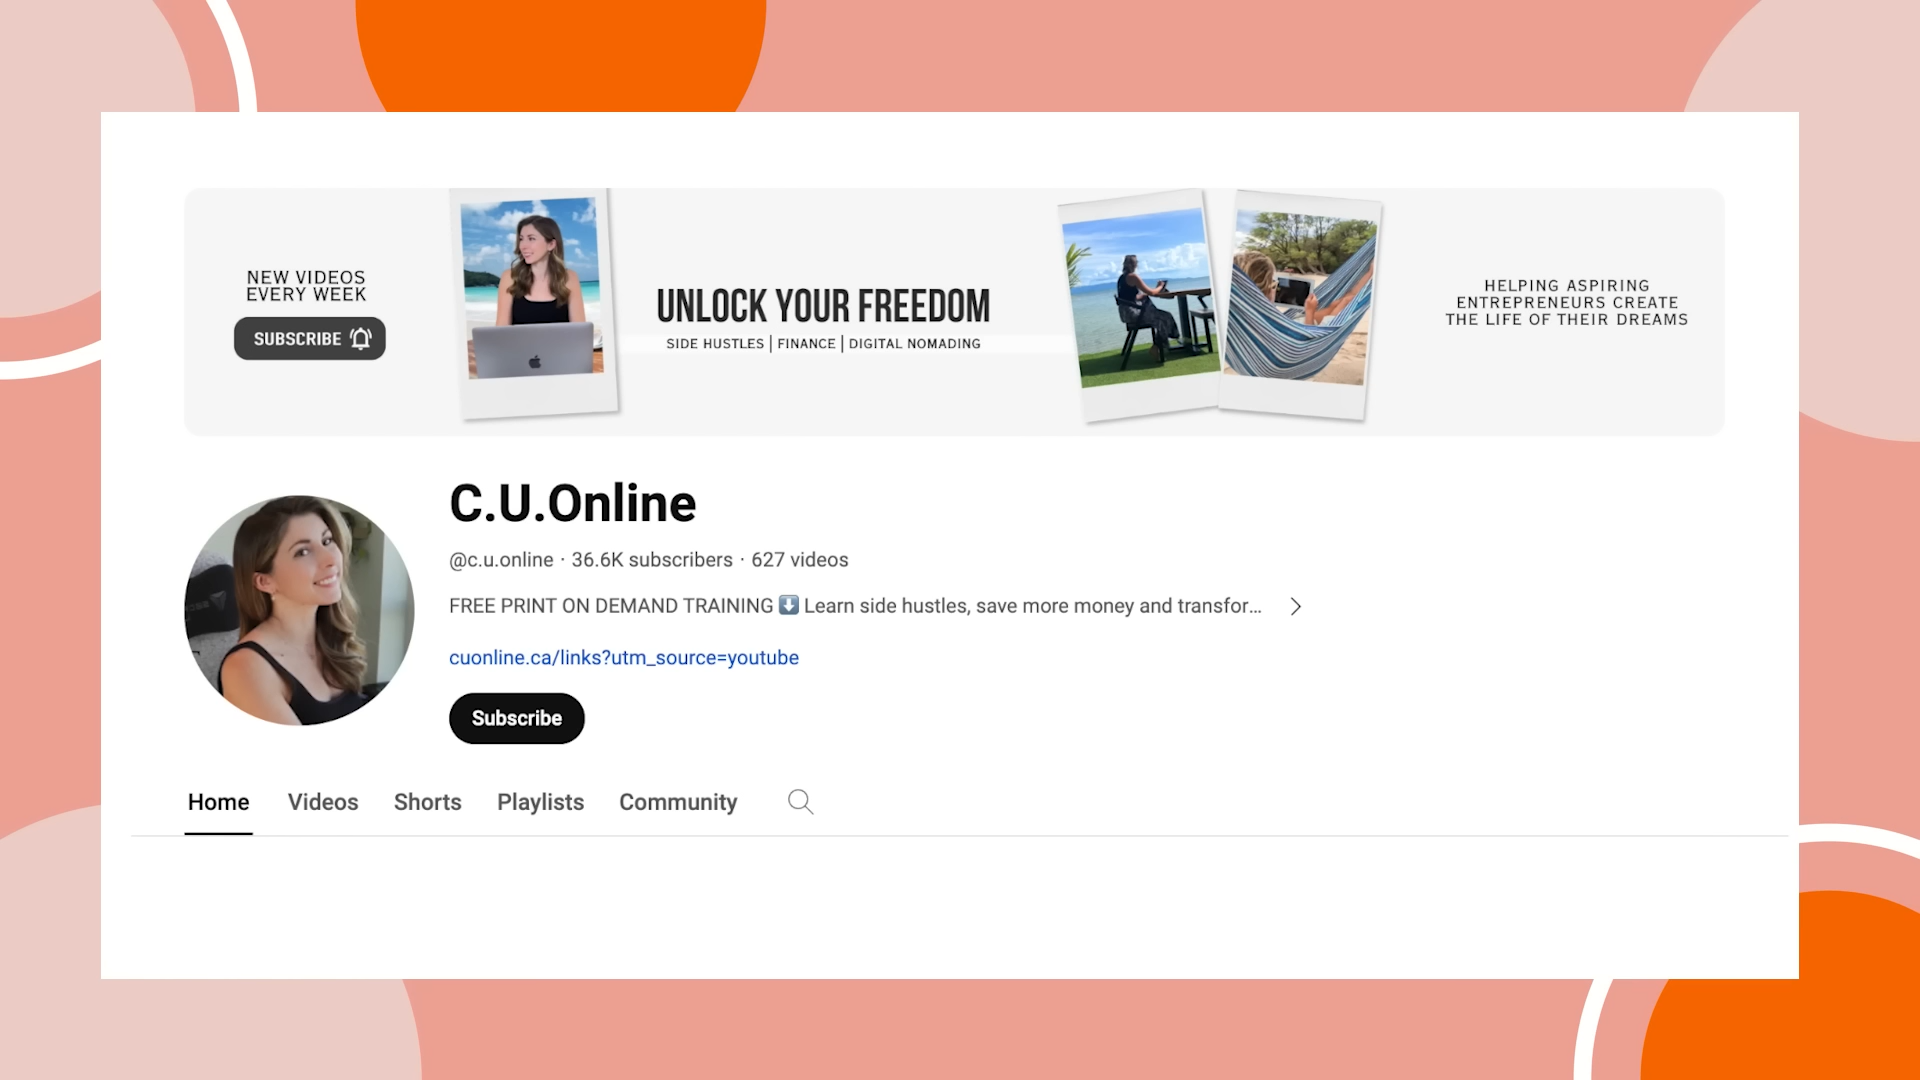 NEW VIDEOS
EVERY WEEK
SUBSCRIBE
UNLOCK YOUR FREEDOM
SIDE HUSTLES | FINANCE | DIGITAL NOMADING
HELPING ASPIRING
ENTREPRENEURS CREATE
THE LIFE OF THEIR DREAMS
C.U.Online
@c.u.online · 36.6K subscribers · 627 videos
FREE PRINT ON DEMAND TRAINING ⬇️ Learn side hustles, save more money and transfor...
cuonline.ca/links?utm_source=youtube
Subscribe
Home Videos Shorts Playlists Community